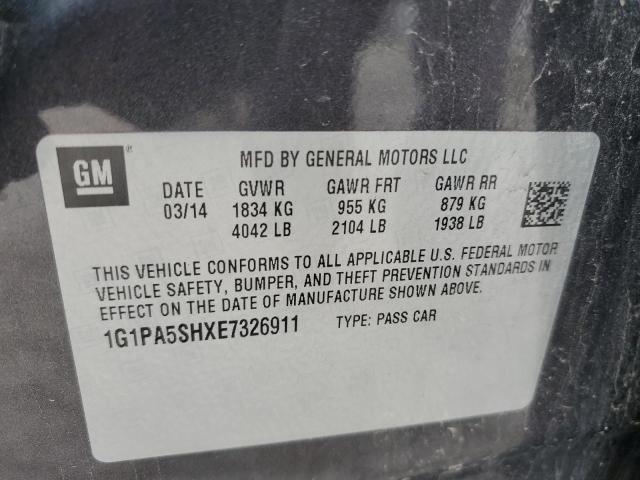 GM
MFD BY GENERAL MOTORS LLC
DATE GVWR GAWR FRT GAWR RR
03/14 1834 KG 955 KG 879 KG
4042 LB 2104 LB 1938 LB
THIS VEHICLE CONFORMS TO ALL APPLICABLE U.S. FEDERAL MOTOR
VEHICLE SAFETY, BUMPER, AND THEFT PREVENTION STANDARDS IN
EFFECT ON THE DATE OF MANUFACTURE SHOWN ABOVE.
1G1PA5SHXE7326911 TYPE: PASS CAR